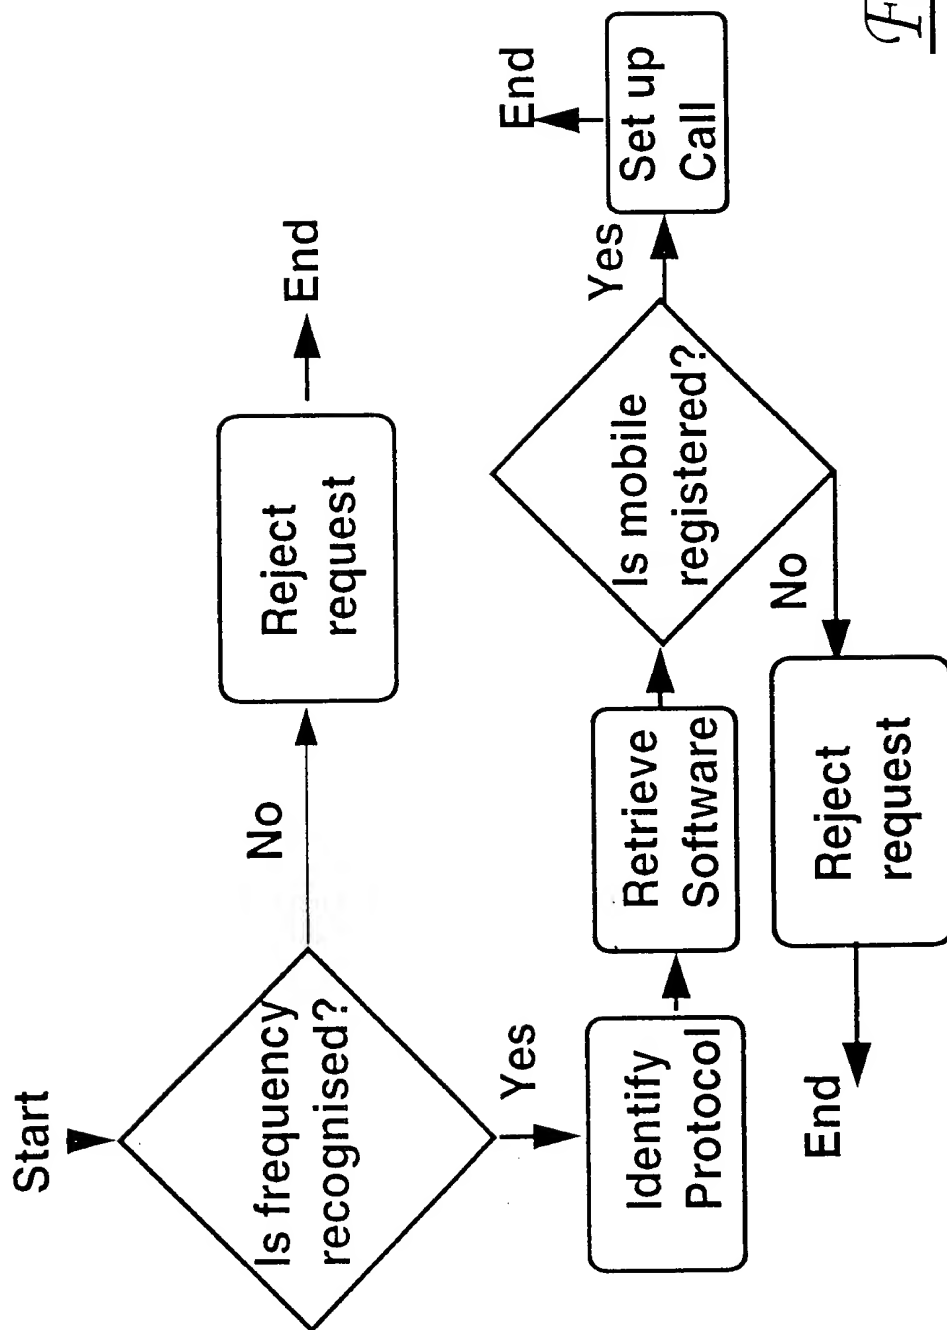 Start
Is frequency
recognised?
No
Reject
request
End
Yes
Identify
Protocol
Retrieve
Software
Is mobile
registered?
Yes
Set up
Call
End
No
Reject
request
End